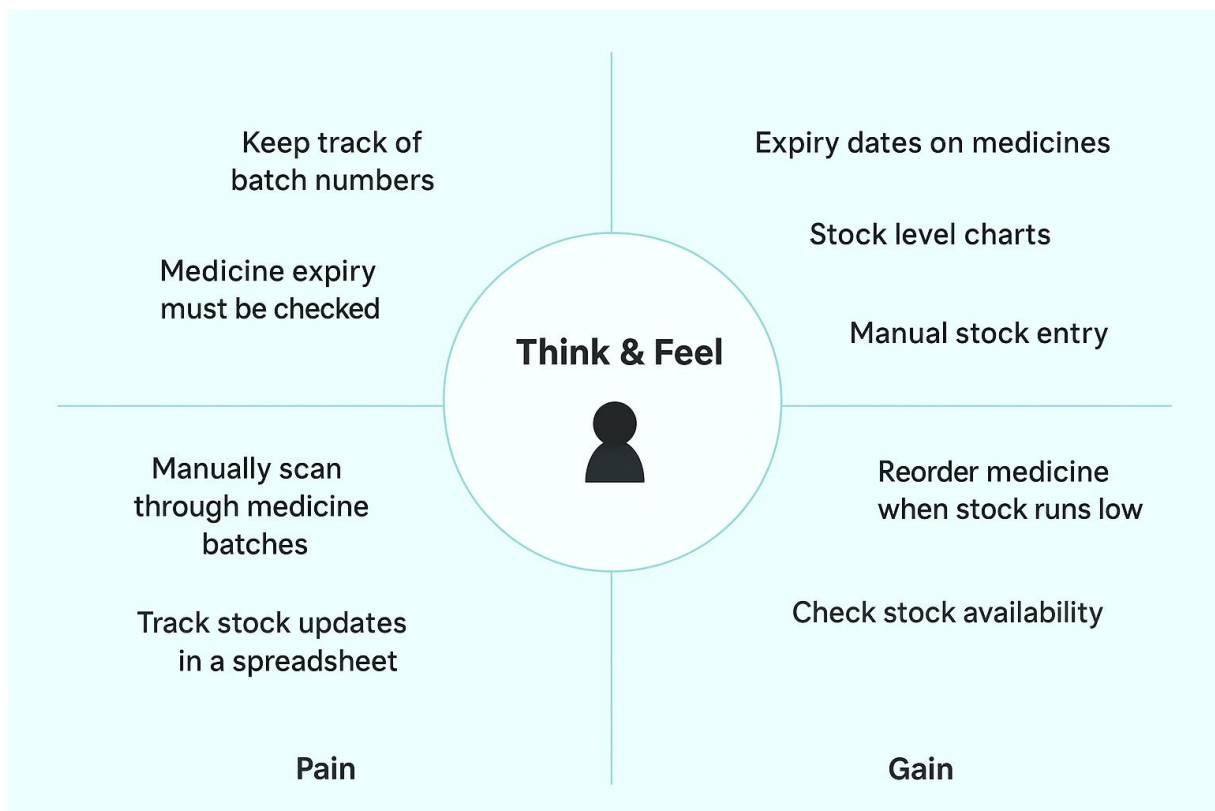 Keep track of
batch numbers
Medicine expiry
must be checked
Expiry dates on medicines
Stock level charts
Manual stock entry
Think & Feel
Manually scan
through medicine
batches
Track stock updates
in a spreadsheet
Pain
Reorder medicine
when stock runs low
Check stock availability
Gain